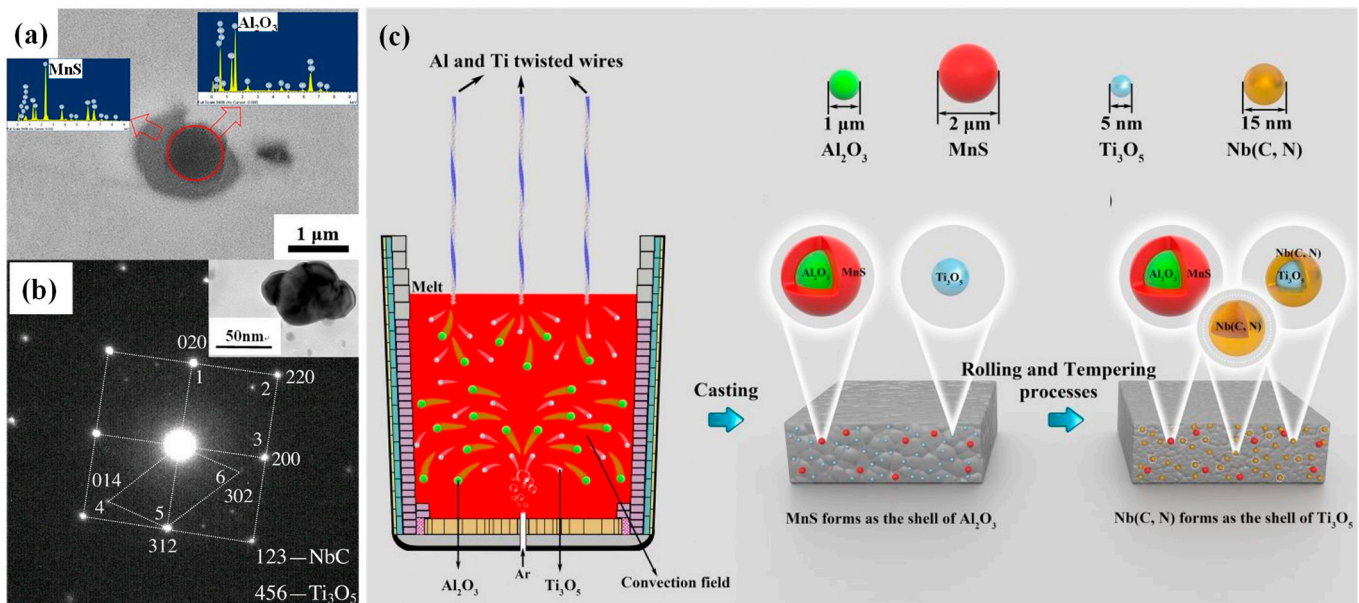 (a)
Al₂O₃
MnS
1 μm
(b)
50nm
020
1
2
220
3
200
014
4
5
6
302
312
123—NbC
456—Ti₃O₅
(c)
Al and Ti twisted wires
Melt
Al₂O₃
Ar
Ti₃O₅
Convection field
Casting
1 μm
Al₂O₃
2 μm
MnS
5 nm
Ti₃O₅
15 nm
Nb(C, N)
Al₂O₃
MnS
Ti₃O₅
MnS forms as the shell of Al₂O₃
Rolling and Tempering
processes
Al₂O₃
MnS
Nb(C, N)
Ti₃O₅
Nb(C, N)
Nb(C, N) forms as the shell of Ti₃O₅